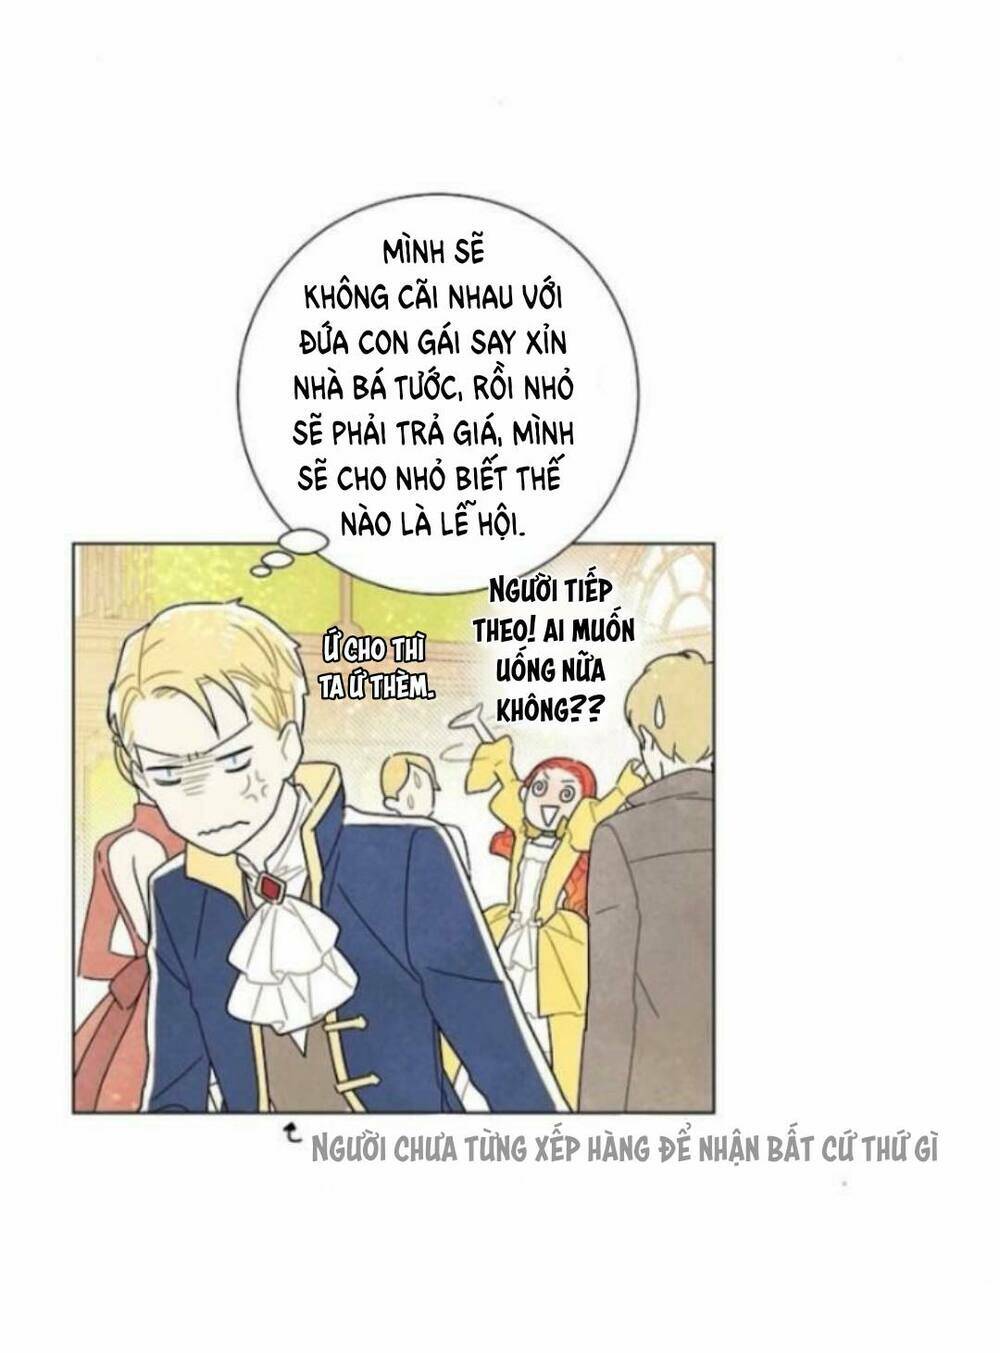 MÌNH SẼ
KHÔNG CÃI NHAU VỚI
ĐỨA CON GÁI SAY XỈN
NHÀ BÁ TƯỚC, RỒI NHỎ
SẼ PHẢI TRẢ GIÁ, MÌNH
SẼ CHO NHỎ BIẾT THẾ
NÀO LÀ LỄ HỘI.
NGƯỜI TIẾP
THEO! AI MUỐN
UỐNG NỮA
KHÔNG??
Ứ CHO THÌ
TA Ứ THÈM.
NGƯỜI CHƯA TỪNG XẾP HÀNG ĐỂ NHẬN BẤT CỨ THỨ GÌ